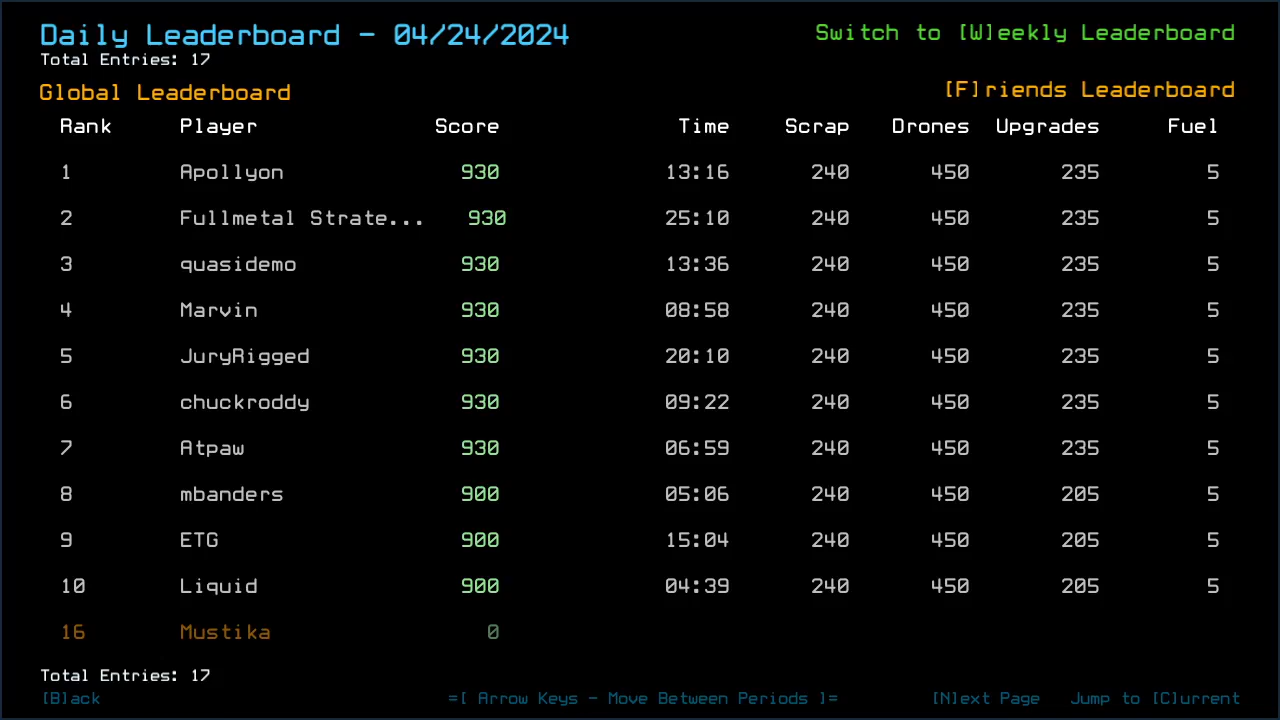 Daily Leaderboard - 04/24/2024 Switch to [W]eekly Leaderboard
Total Entries: 17
Global Leaderboard [F]riends Leaderboard
Rank Player Score Time Scrap Drones Upgrades Fuel
1 Apollyon 930 13:16 240 450 235 5
2 Fullmetal Strate... 930 25:10 240 450 235 5
3 quasidemo 930 13:36 240 450 235 5
4 Marvin 930 08:58 240 450 235 5
5 JuryRigged 930 20:10 240 450 235 5
6 chuckroddy 930 09:22 240 450 235 5
7 Atpaw 930 06:59 240 450 235 5
8 mbanders 900 05:06 240 450 205 5
9 ETG 900 15:04 240 450 205 5
10 Liquid 900 04:39 240 450 205 5
16 Mustika 0
Total Entries: 17
[B]ack =[ Arrow Keys - Move Between Periods ]= [N]ext Page Jump to [C]urrent